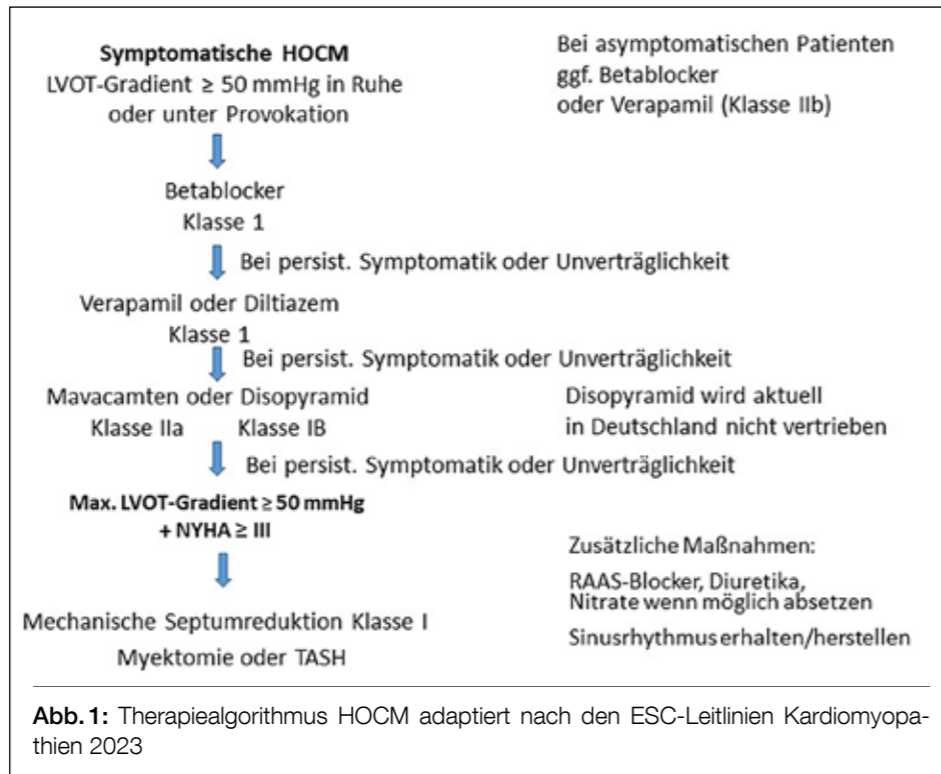 Symptomatische HOCM
LVOT-Gradient ≥ 50 mmHg in Ruhe
oder unter Provokation
Bei asymptomatischen Patienten
ggf. Betablocker
oder Verapamil (Klasse IIb)
Betablocker
Klasse 1
Bei persist. Symptomatik oder Unverträglichkeit
Verapamil oder Diltiazem
Klasse 1
Bei persist. Symptomatik oder Unverträglichkeit
Mavacamten oder Disopyramid
Klasse IIa Klasse IB
Disopyramid wird aktuell
in Deutschland nicht vertrieben
Bei persist. Symptomatik oder Unverträglichkeit
Max. LVOT-Gradient ≥ 50 mmHg
+ NYHA ≥ III
Mechanische Septumreduktion Klasse I
Myektomie oder TASH
Zusätzliche Maßnahmen:
RAAS-Blocker, Diuretika,
Nitrate wenn möglich absetzen
Sinusrhythmus erhalten/herstellen
Abb. 1: Therapiealgorithmus HOCM adaptiert nach den ESC-Leitlinien Kardiomyopa-
thien 2023